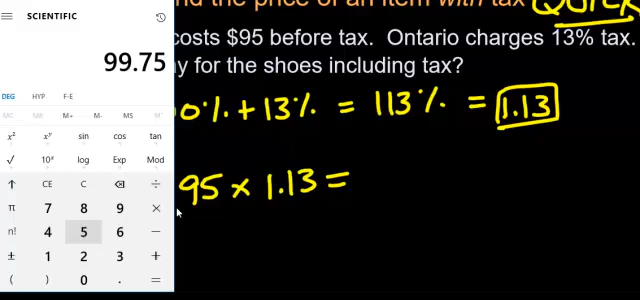 SCIENTIFIC
the price of an item with tax QUICK
costs $95 before tax. Ontario charges 13% tax.
for the shoes including tax?
99.75
DEG HYP F-E
MC MR M+ M- MS
0% + 13% = 113% = 1.13
x² xʸ sin cos tan
√ 10ˣ log Exp Mod
↑ CE C ÷
π 7 8 9 ×
n! 4 5 6 −
± 1 2 3 +
( ) 0 . =
95 × 1.13 =